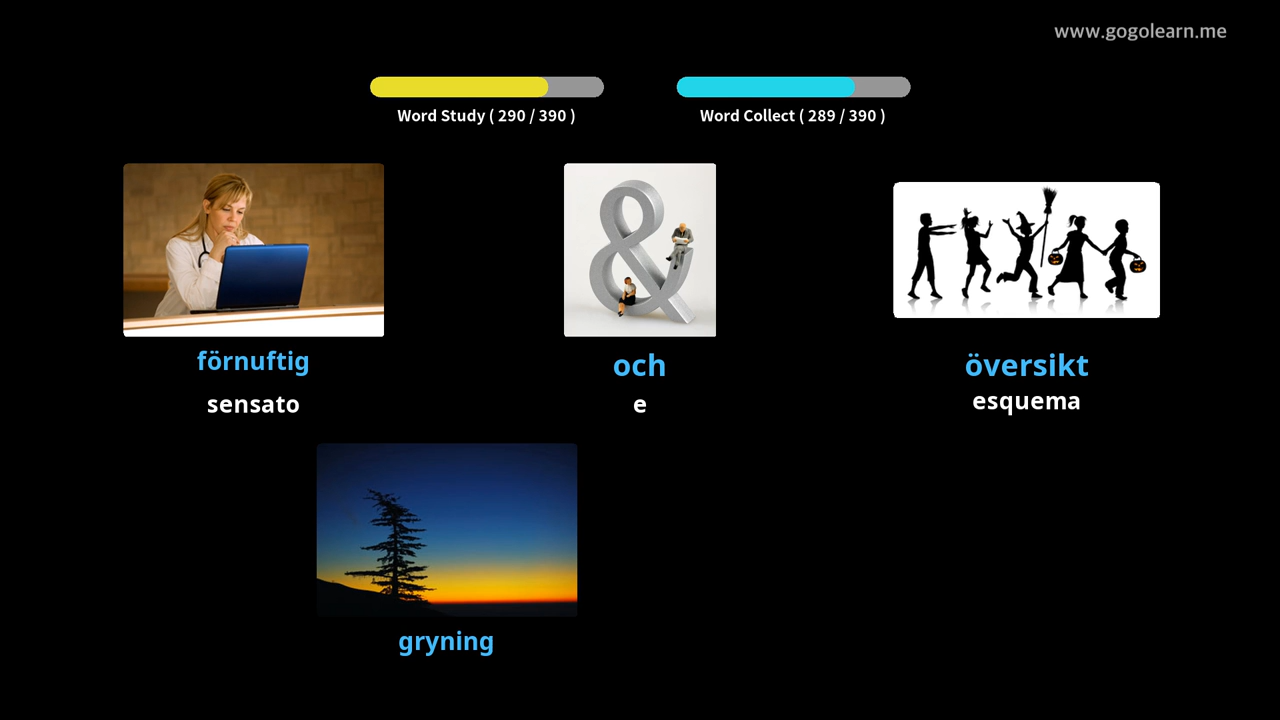 www.gogolearn.me
Word Study ( 290 / 390 )
Word Collect ( 289 / 390 )
förnuftig
och
översikt
sensato
e
esquema
gryning